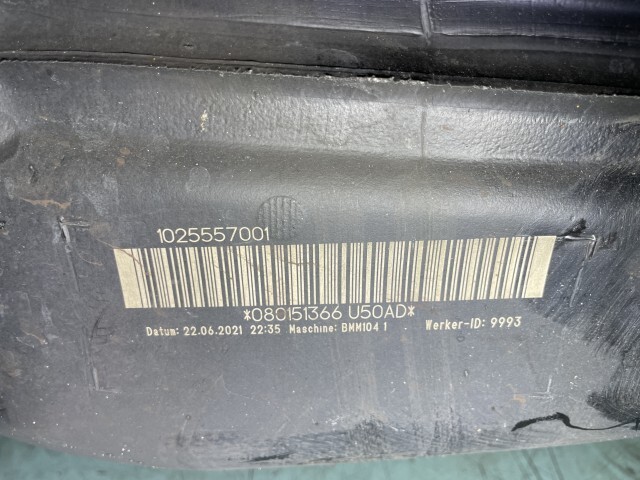 1025557001
*080151366 U50AD*
Datum: 22.06.2021 22:35 Maschine: BMM104 1 Werker-ID: 9993